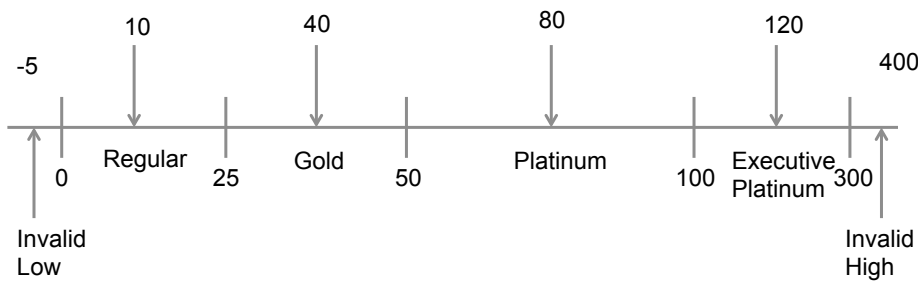 10
40
80
120
-5
400
Regular
Gold
Platinum
Executive
Platinum
0
25
50
100
300
Invalid
Low
Invalid
High